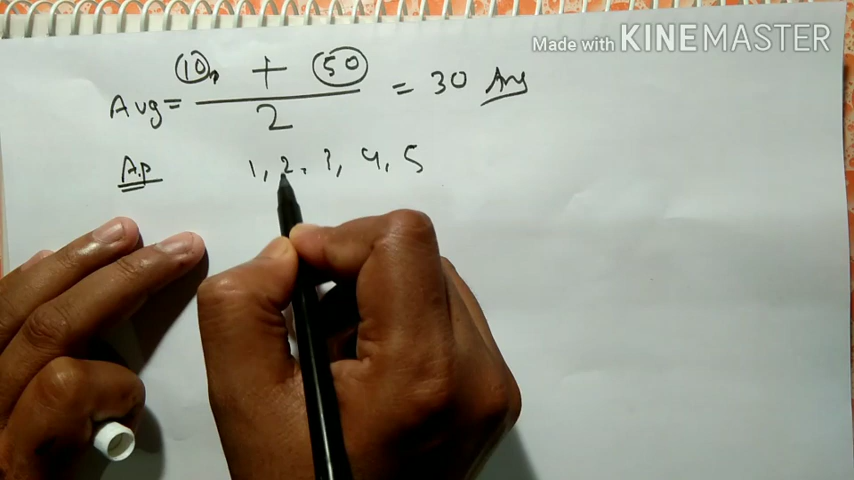 Made with KINEMASTER
Avg = 10 + 50 / 2 = 30 Ans
A.P 1, 2, 3, 4, 5